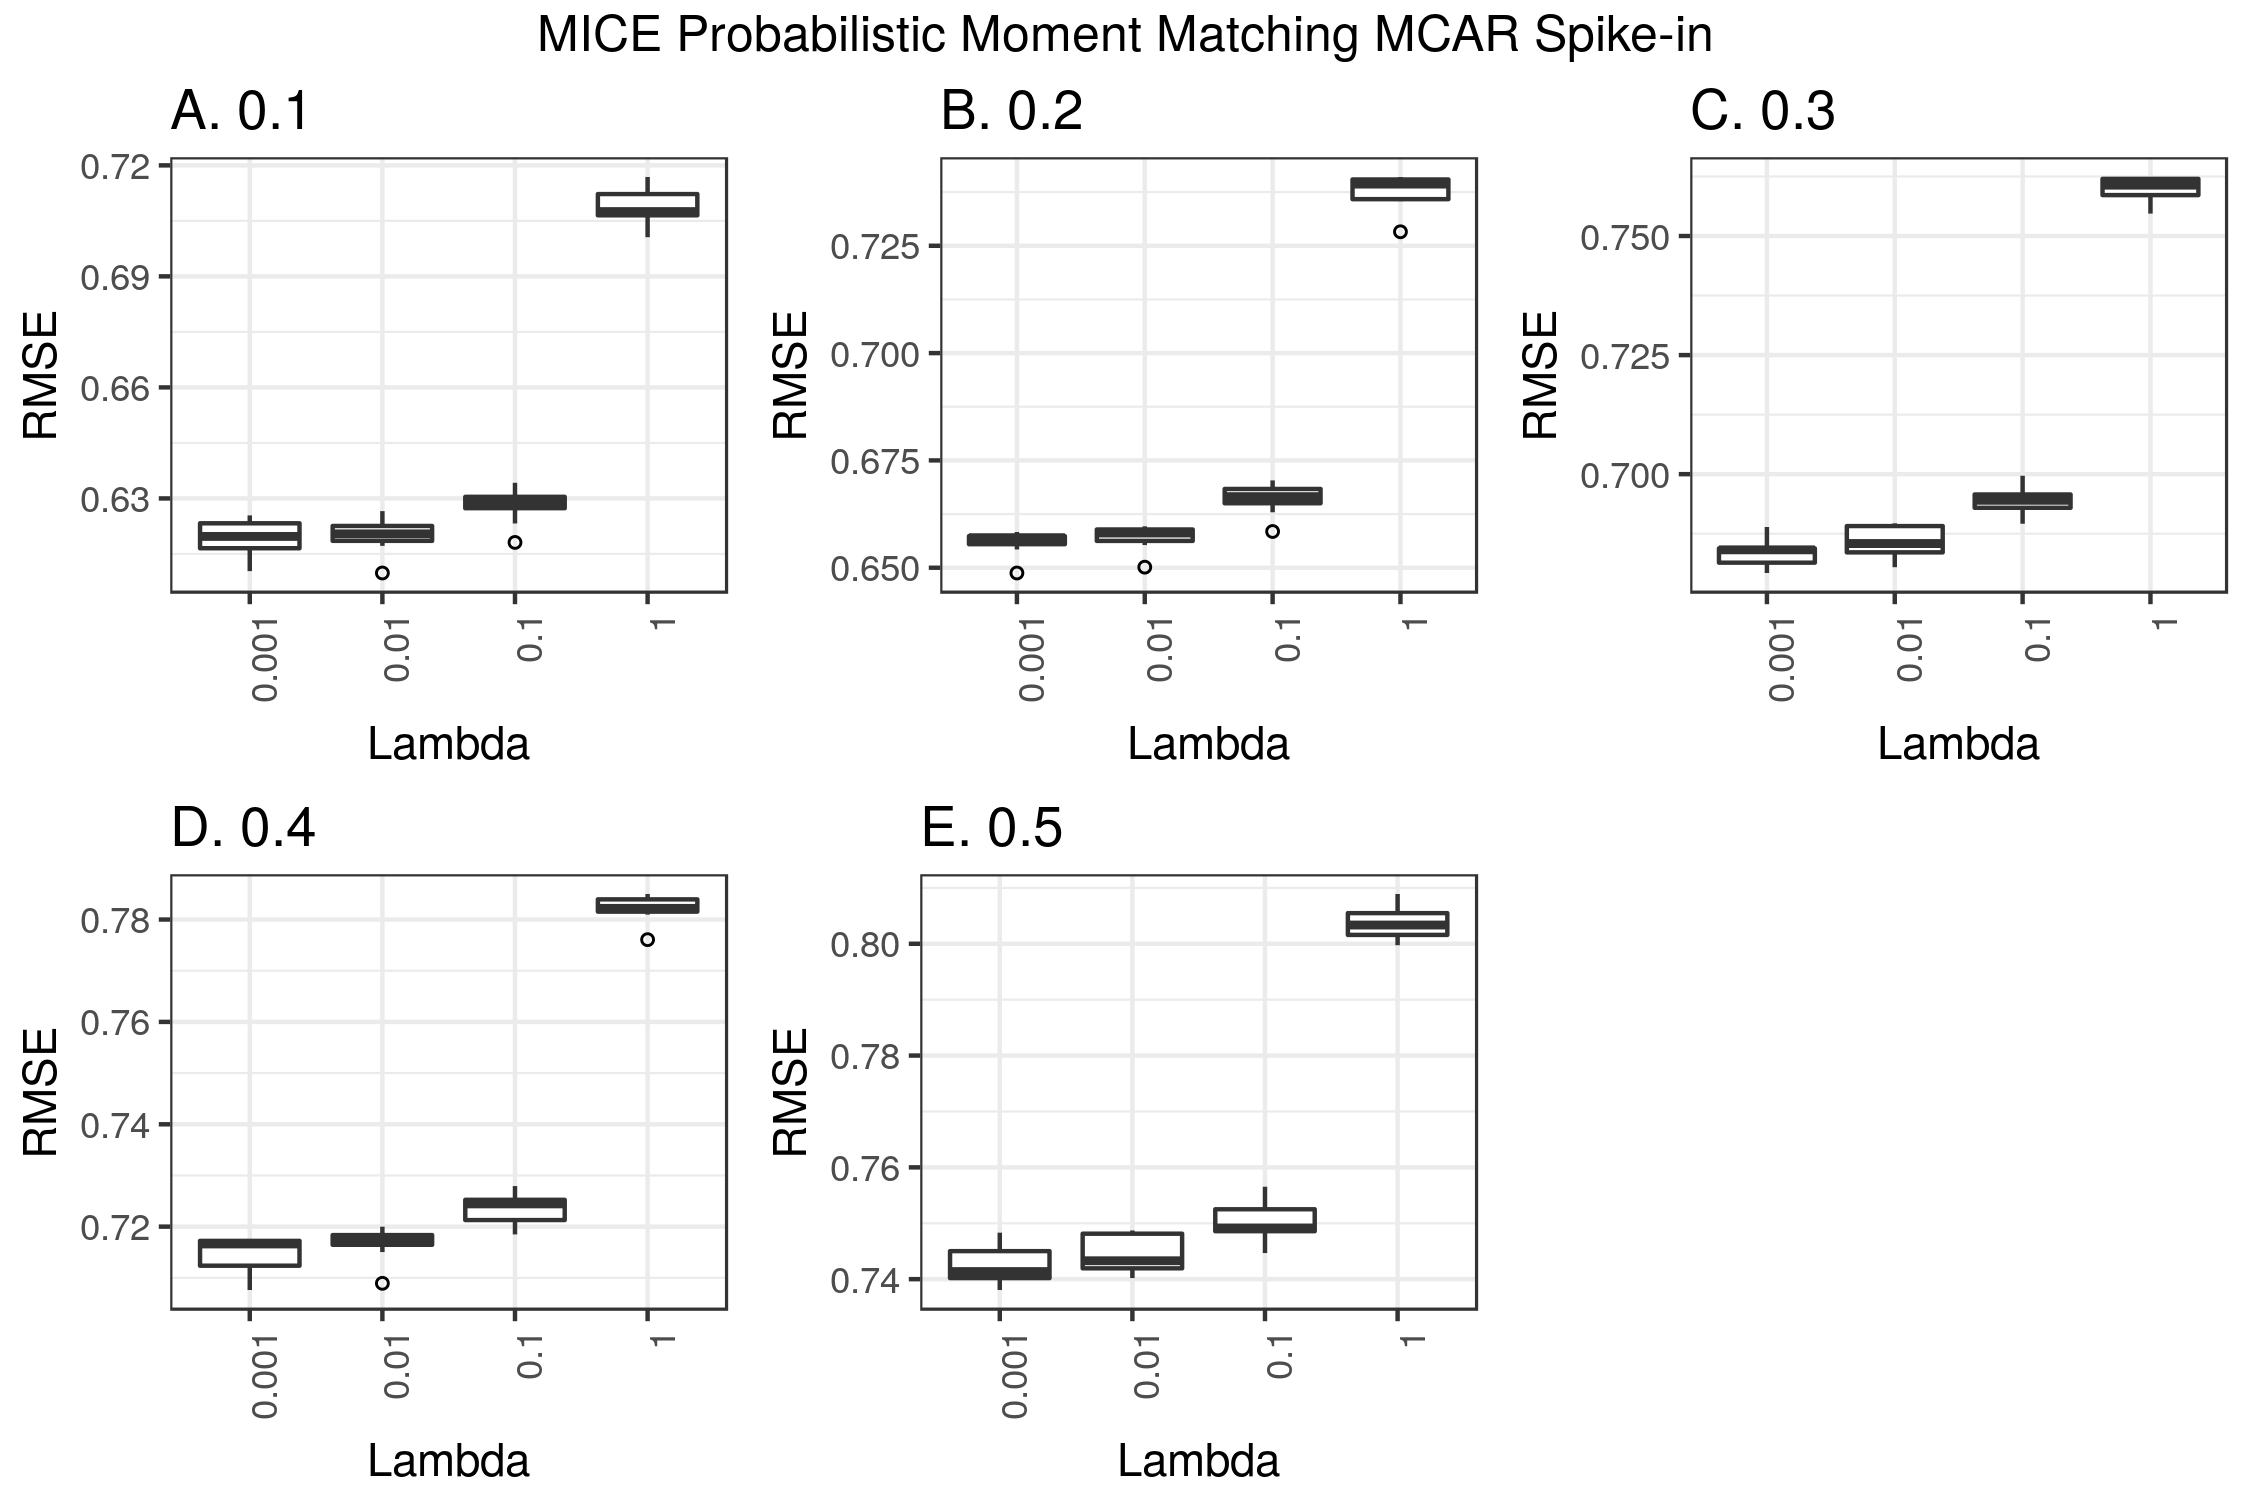 MICE Probabilistic Moment Matching MCAR Spike-in
A. 0.1
0.72
0.69
0.66
0.63
RMSE
0.001
0.01
0.1
1
Lambda
B. 0.2
0.725
0.700
0.675
0.650
RMSE
0.001
0.01
0.1
1
Lambda
C. 0.3
0.750
0.725
0.700
RMSE
0.001
0.01
0.1
1
Lambda
D. 0.4
0.78
0.76
0.74
0.72
RMSE
0.001
0.01
0.1
1
Lambda
E. 0.5
0.80
0.78
0.76
0.74
RMSE
0.001
0.01
0.1
1
Lambda